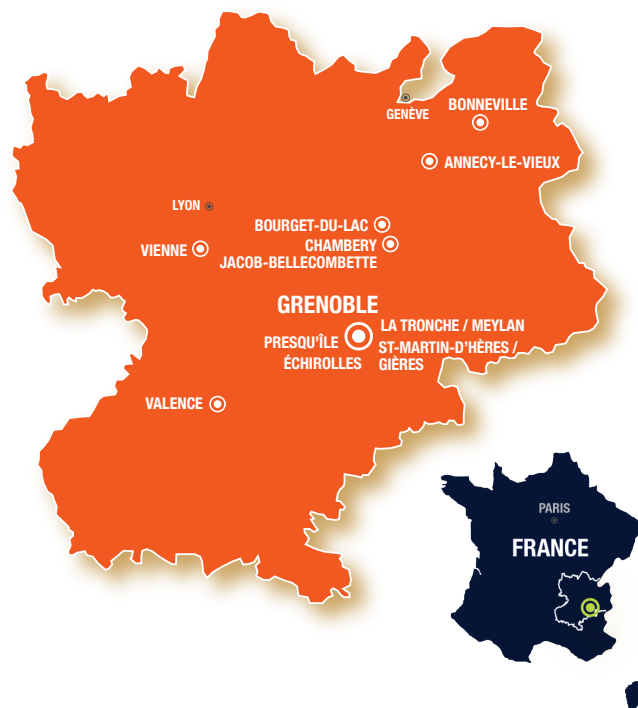 GENÈVE
BONNEVILLE
ANNECY-LE-VIEUX
LYON
BOURGET-DU-LAC
VIENNE
CHAMBERY
JACOB-BELLECOMBETTE
GRENOBLE
LA TRONCHE / MEYLAN
PRESQU'ÎLE
ST-MARTIN-D'HÈRES /
ÉCHIROLLES
GIÈRES
VALENCE
PARIS
FRANCE